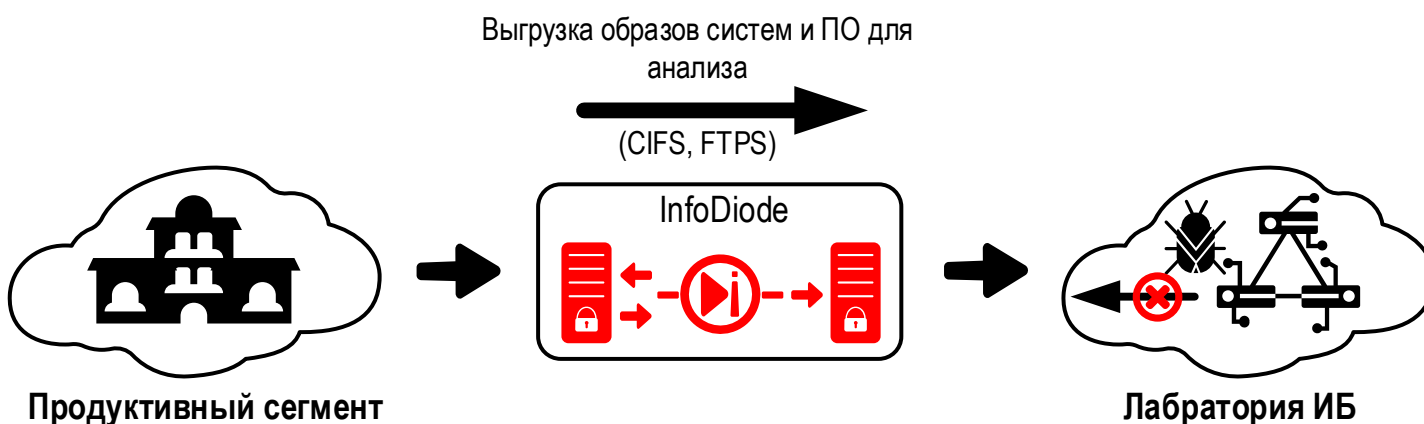 Выгрузка образов систем и ПО для
анализа
(CIFS, FTPS)
InfoDiode
Продуктивный сегмент
Лабратория ИБ